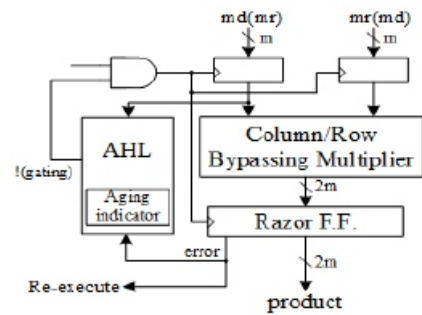 md(mr) mr(md)
m m
AHL
Column/Row
Bypassing Multiplier
!(gating)
Aging
indicator
2m
Razor F.F.
error
2m
Re-execute
product